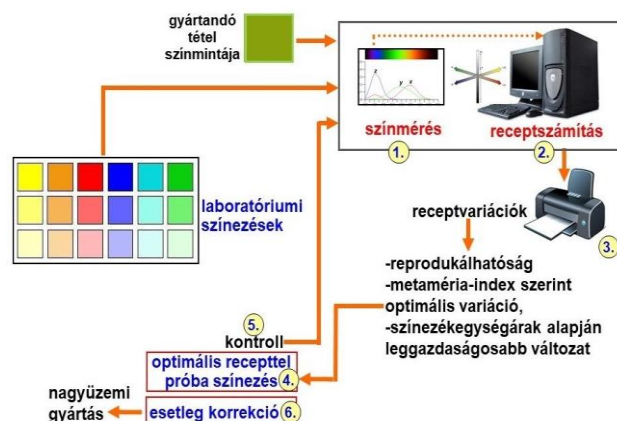 gyártandó
tétel
színmintája
z
y
x
színmérés
receptszámítás
1.
2.
laboratóriumi
színezések
receptvariációk
3.
-reprodukálhatóság
-metaméria-index szerint
optimális variáció,
-színezékegységárak alapján
leggazdaságosabb változat
5.
kontroll
optimális recepttel
próba színezés 4.
nagyüzemi
gyártás
esetleg korrekció 6.